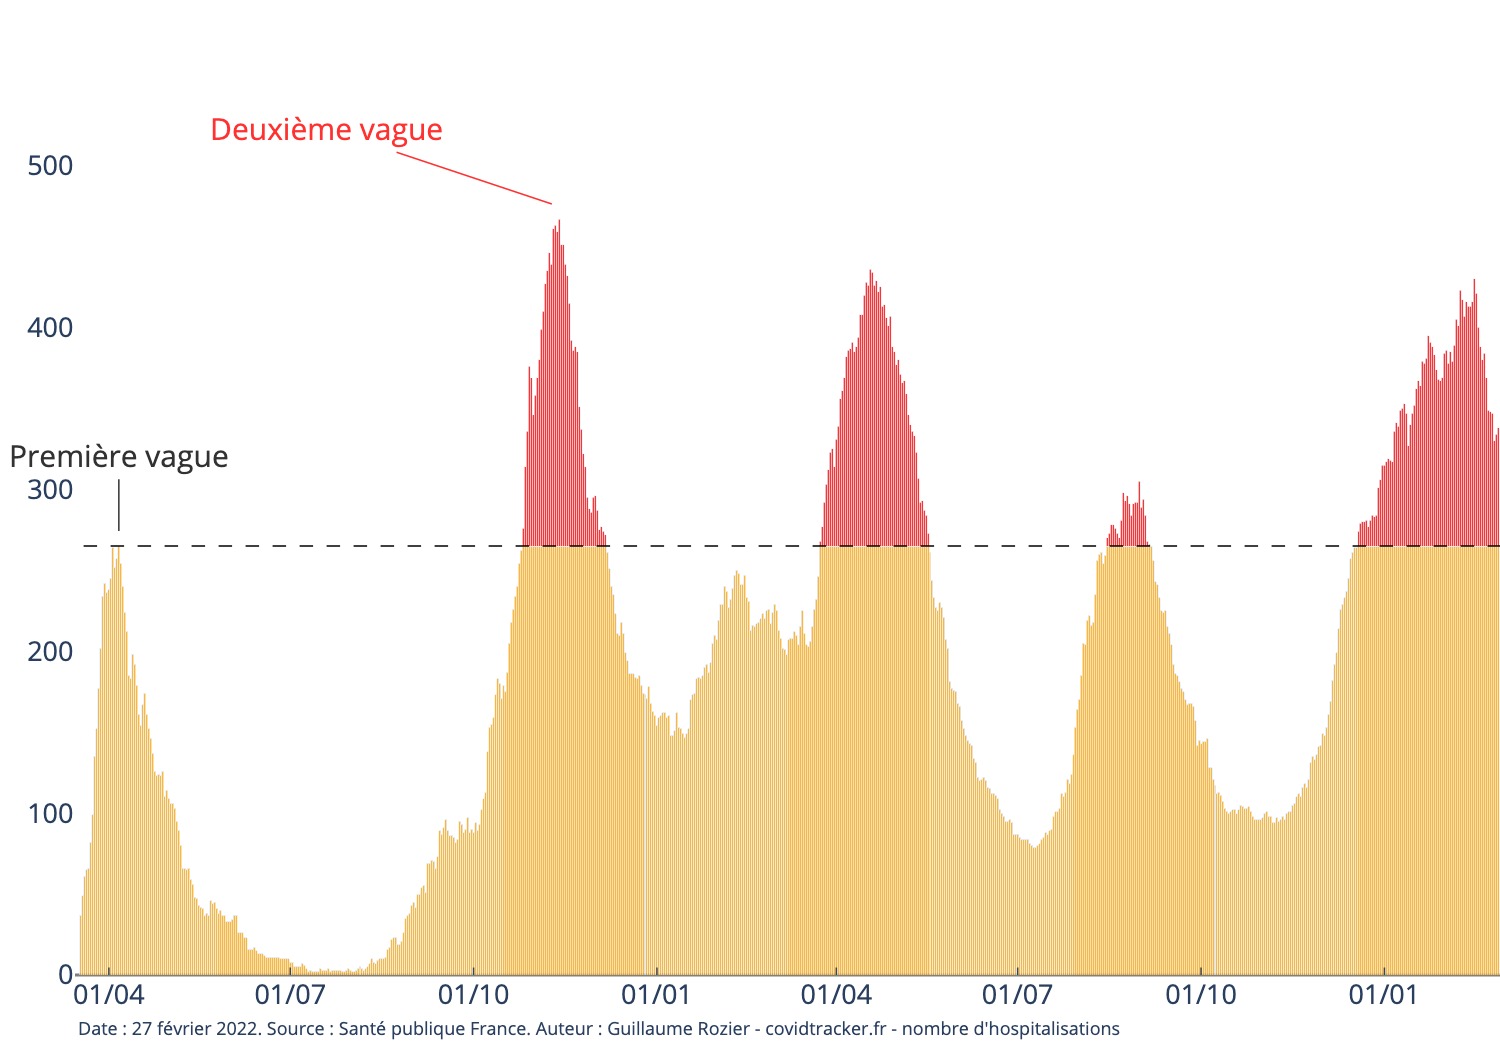 Deuxième vague
500
400
Première vague
300
200
100
0
01/04 01/07 01/10 01/01 01/04 01/07 01/10 01/01
Date : 27 février 2022. Source : Santé publique France. Auteur : Guillaume Rozier - covidtracker.fr - nombre d'hospitalisations